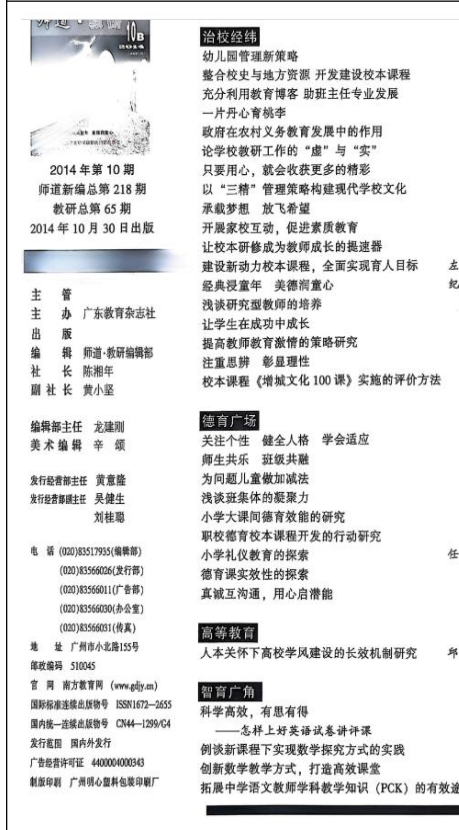 师道·教研
10B
2014
2014 年第 10 期
师道新编总第 218 期
教研总第 65 期
2014 年 10 月 30 日出版
主 管
主 办 广东教育杂志社
出 版
编 辑 师道·教研编辑部
社 长 陈湘年
副 社 长 黄小坚
编辑部主任 龙建刚
美 术 编 辑 辛 颂
发行经营部主任 黄意隆
发行经营部副主任 吴健生
刘桂聪
电 话 (020)83517935(编辑部)
(020)83566026(发行部)
(020)83566011(广告部)
(020)83566030(办公室)
(020)83566031(传真)
地 址 广州市小北路155号
邮政编码 510045
官 网 南方教育网 (www.gdjy.cn)
国际标准连续出版物号 ISSN1672—2655
国内统一连续出版物号 CN44—1299/G4
发行范围 国内外发行
广告经营许可证 4400004000343
制版印刷 广州明心塑料包装印刷厂
治校经纬
幼儿园管理新策略
整合校史与地方资源 开发建设校本课程
充分利用教育博客 助班主任专业发展
一片丹心育桃李
政府在农村义务教育发展中的作用
论学校教研工作的“虚”与“实”
只要用心，就会收获更多的精彩
以“三精”管理策略构建现代学校文化
承载梦想 放飞希望
开展家校互动，促进素质教育
让校本研修成为教师成长的提速器
建设新动力校本课程，全面实现育人目标 左
经典浸童年 美德润童心 纪
浅谈研究型教师的培养
让学生在成功中成长
提高教师教育激情的策略研究
注重思辨 彰显理性
校本课程《增城文化 100 课》实施的评价方法
德育广场
关注个性 健全人格 学会适应
师生共乐 班级共融
为问题儿童做加减法
浅谈班集体的凝聚力
小学大课间德育效能的研究
职校德育校本课程开发的行动研究
小学礼仪教育的探索 任
德育课实效性的探索
真诚互沟通，用心启潜能
高等教育
人本关怀下高校学风建设的长效机制研究
智育广角
科学高效，有思有得
——怎样上好英语试卷讲评课
例谈新课程下实现数学探究方式的实践
创新数学教学方式，打造高效课堂
拓展中学语文教师学科教学知识（PCK）的有效途